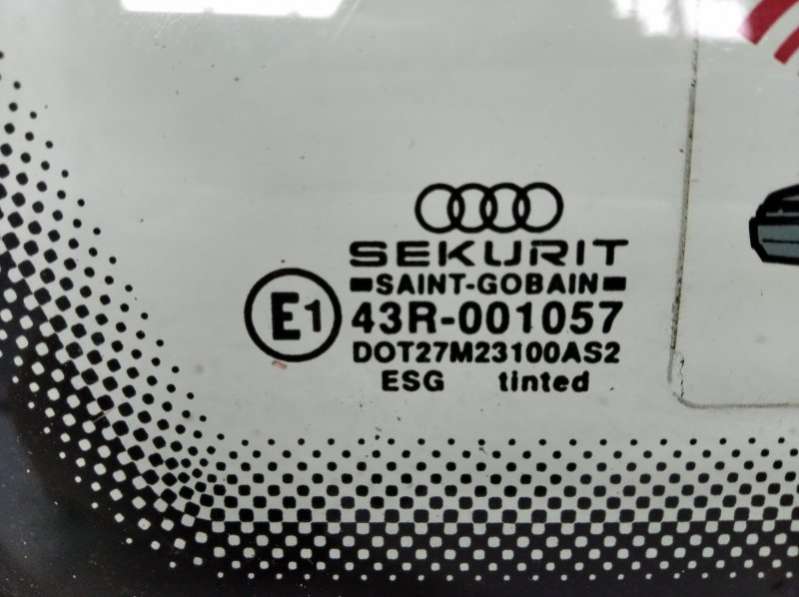 SEKURIT
SAINT-GOBAIN
E1 43R-001057
DOT27M23100AS2
ESG tinted